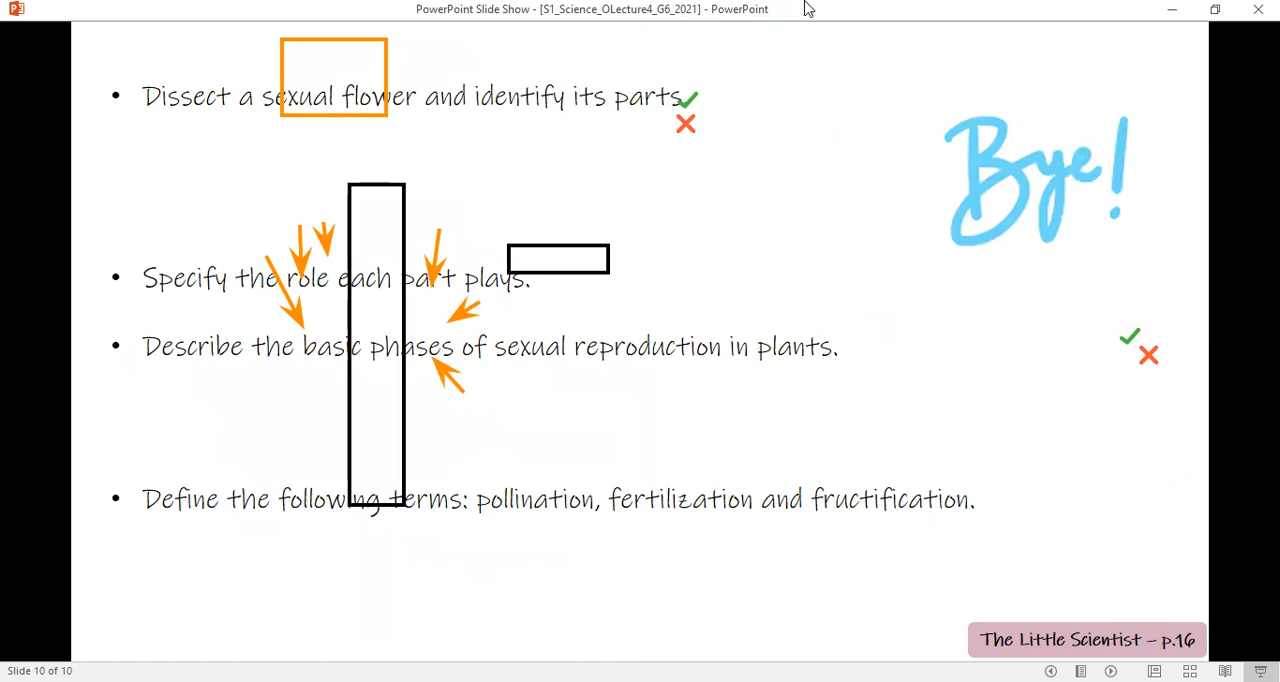 PowerPoint Slide Show - [S1_Science_OLecture4_G6_2021] - PowerPoint
• Dissect a sexual flower and identify its parts.
Bye!
• Specify the role each part plays.
• Describe the basic phases of sexual reproduction in plants.
• Define the following terms: pollination, fertilization and fructification.
The Little Scientist – p.16
Slide 10 of 10